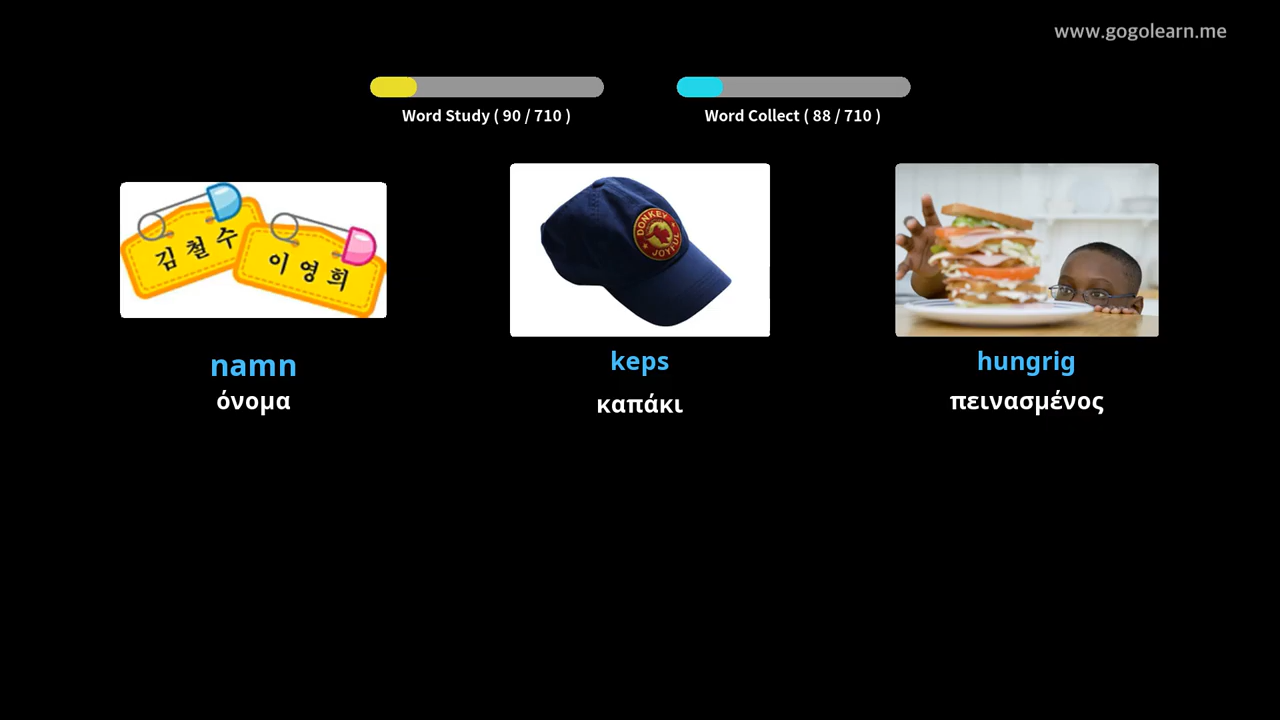 www.gogolearn.me
Word Study ( 90 / 710 )
Word Collect ( 88 / 710 )
김철수
이영희
DONKEY
JOYFUL
namn
όνομα
keps
καπάκι
hungrig
πεινασμένος